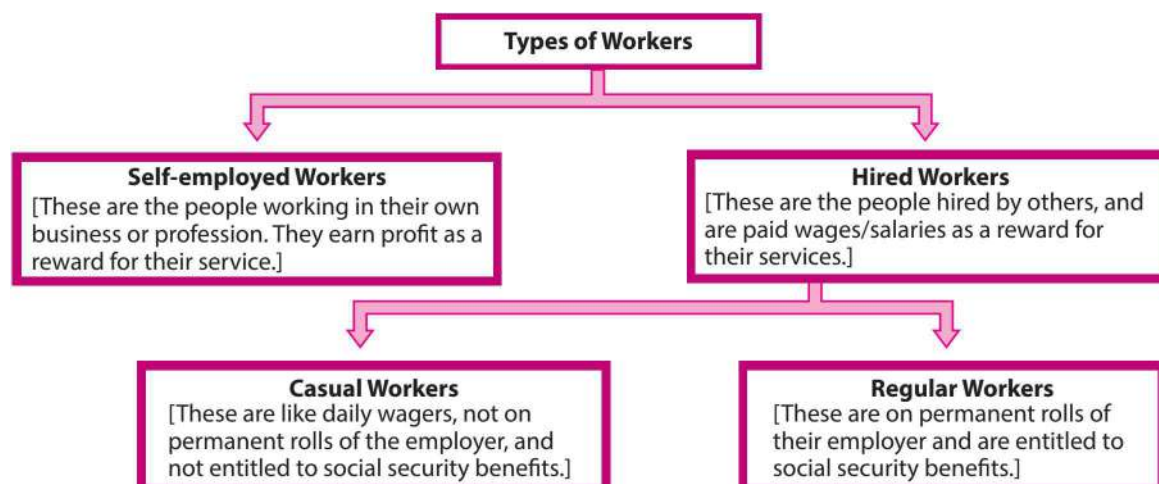 Types of Workers
Self-employed Workers
[These are the people working in their own
business or profession. They earn profit as a
reward for their service.]
Hired Workers
[These are the people hired by others, and
are paid wages/salaries as a reward for
their services.]
Casual Workers
[These are like daily wagers, not on
permanent rolls of the employer, and
not entitled to social security benefits.]
Regular Workers
[These are on permanent rolls of
their employer and are entitled to
social security benefits.]